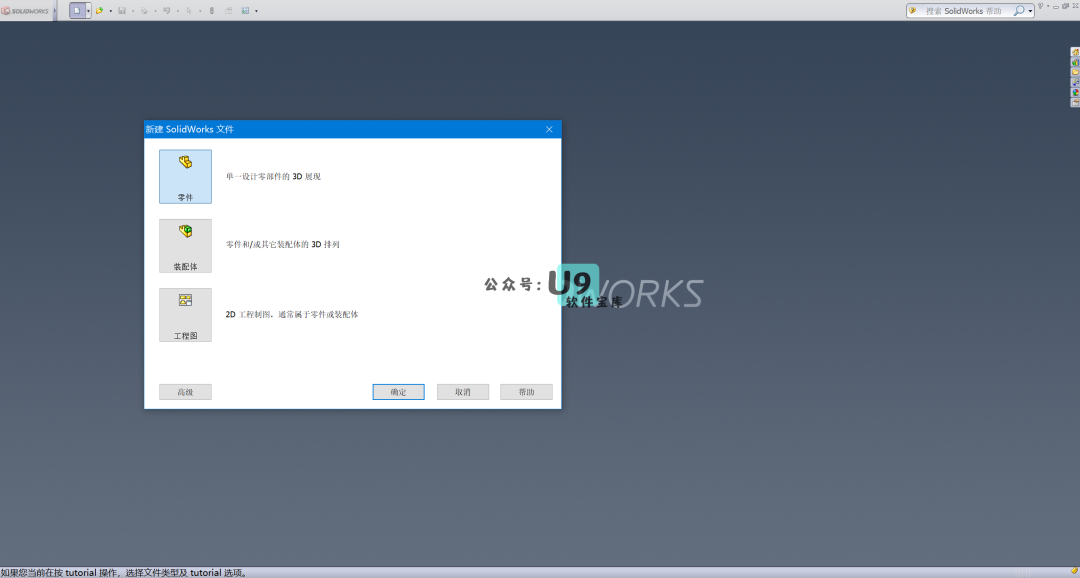 SOLIDWORKS
搜索 SolidWorks 帮助
新建 SolidWorks 文件
零件
单一设计零部件的 3D 展现
装配体
零件和/或其它装配体的 3D 排列
工程图
2D 工程制图，通常属于零件或装配体
高级
确定
取消
帮助
公众号：U9
软件宝库
WORKS
如果您当前在按 tutorial 操作，选择文件类型及 tutorial 选项。